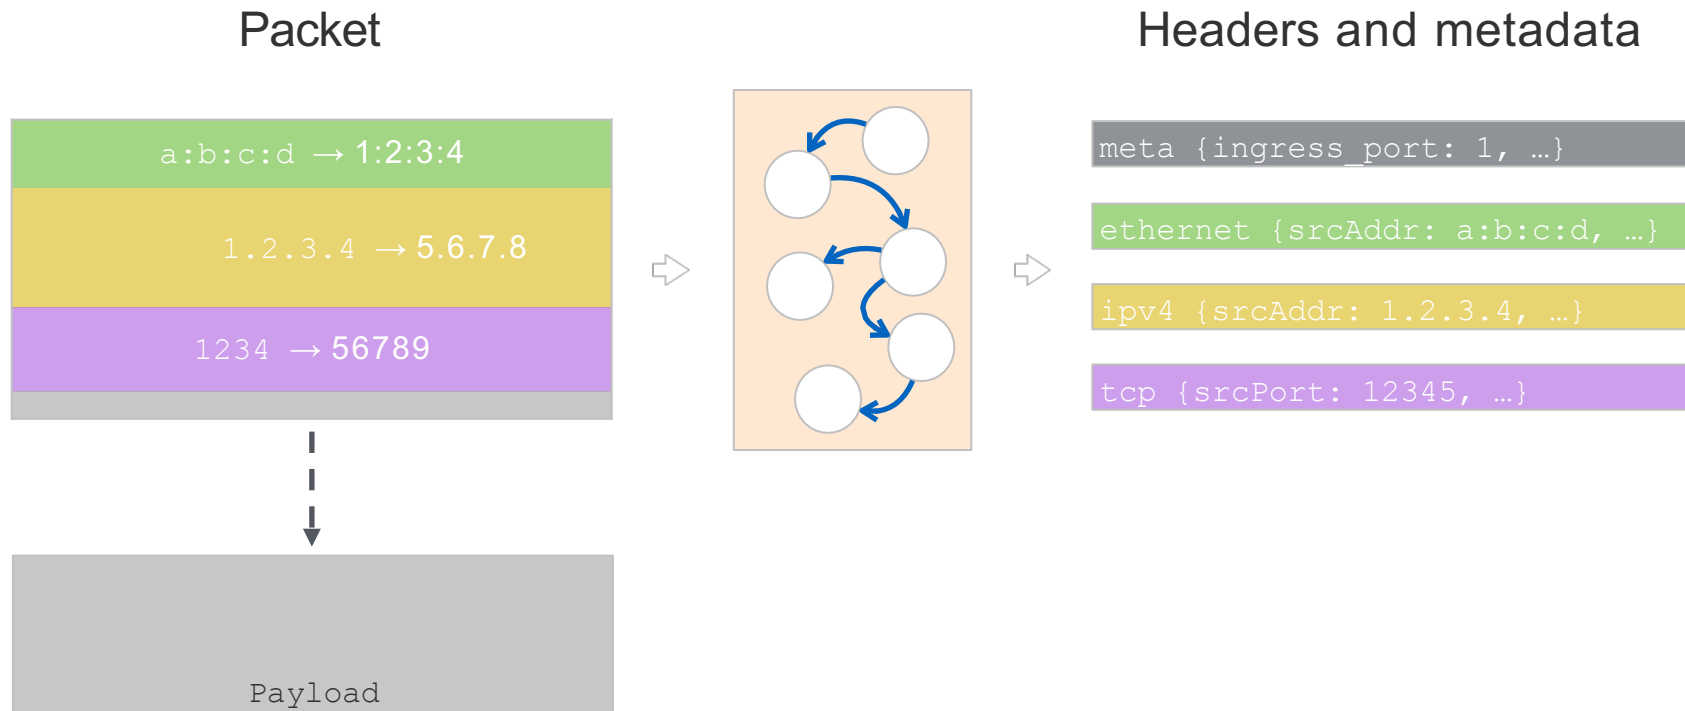 Packet
Headers and metadata
a:b:c:d → 1:2:3:4
1.2.3.4 → 5.6.7.8
1234 → 56789
Payload
meta {ingress_port: 1, …}
ethernet {srcAddr: a:b:c:d, …}
ipv4 {srcAddr: 1.2.3.4, …}
tcp {srcPort: 12345, …}